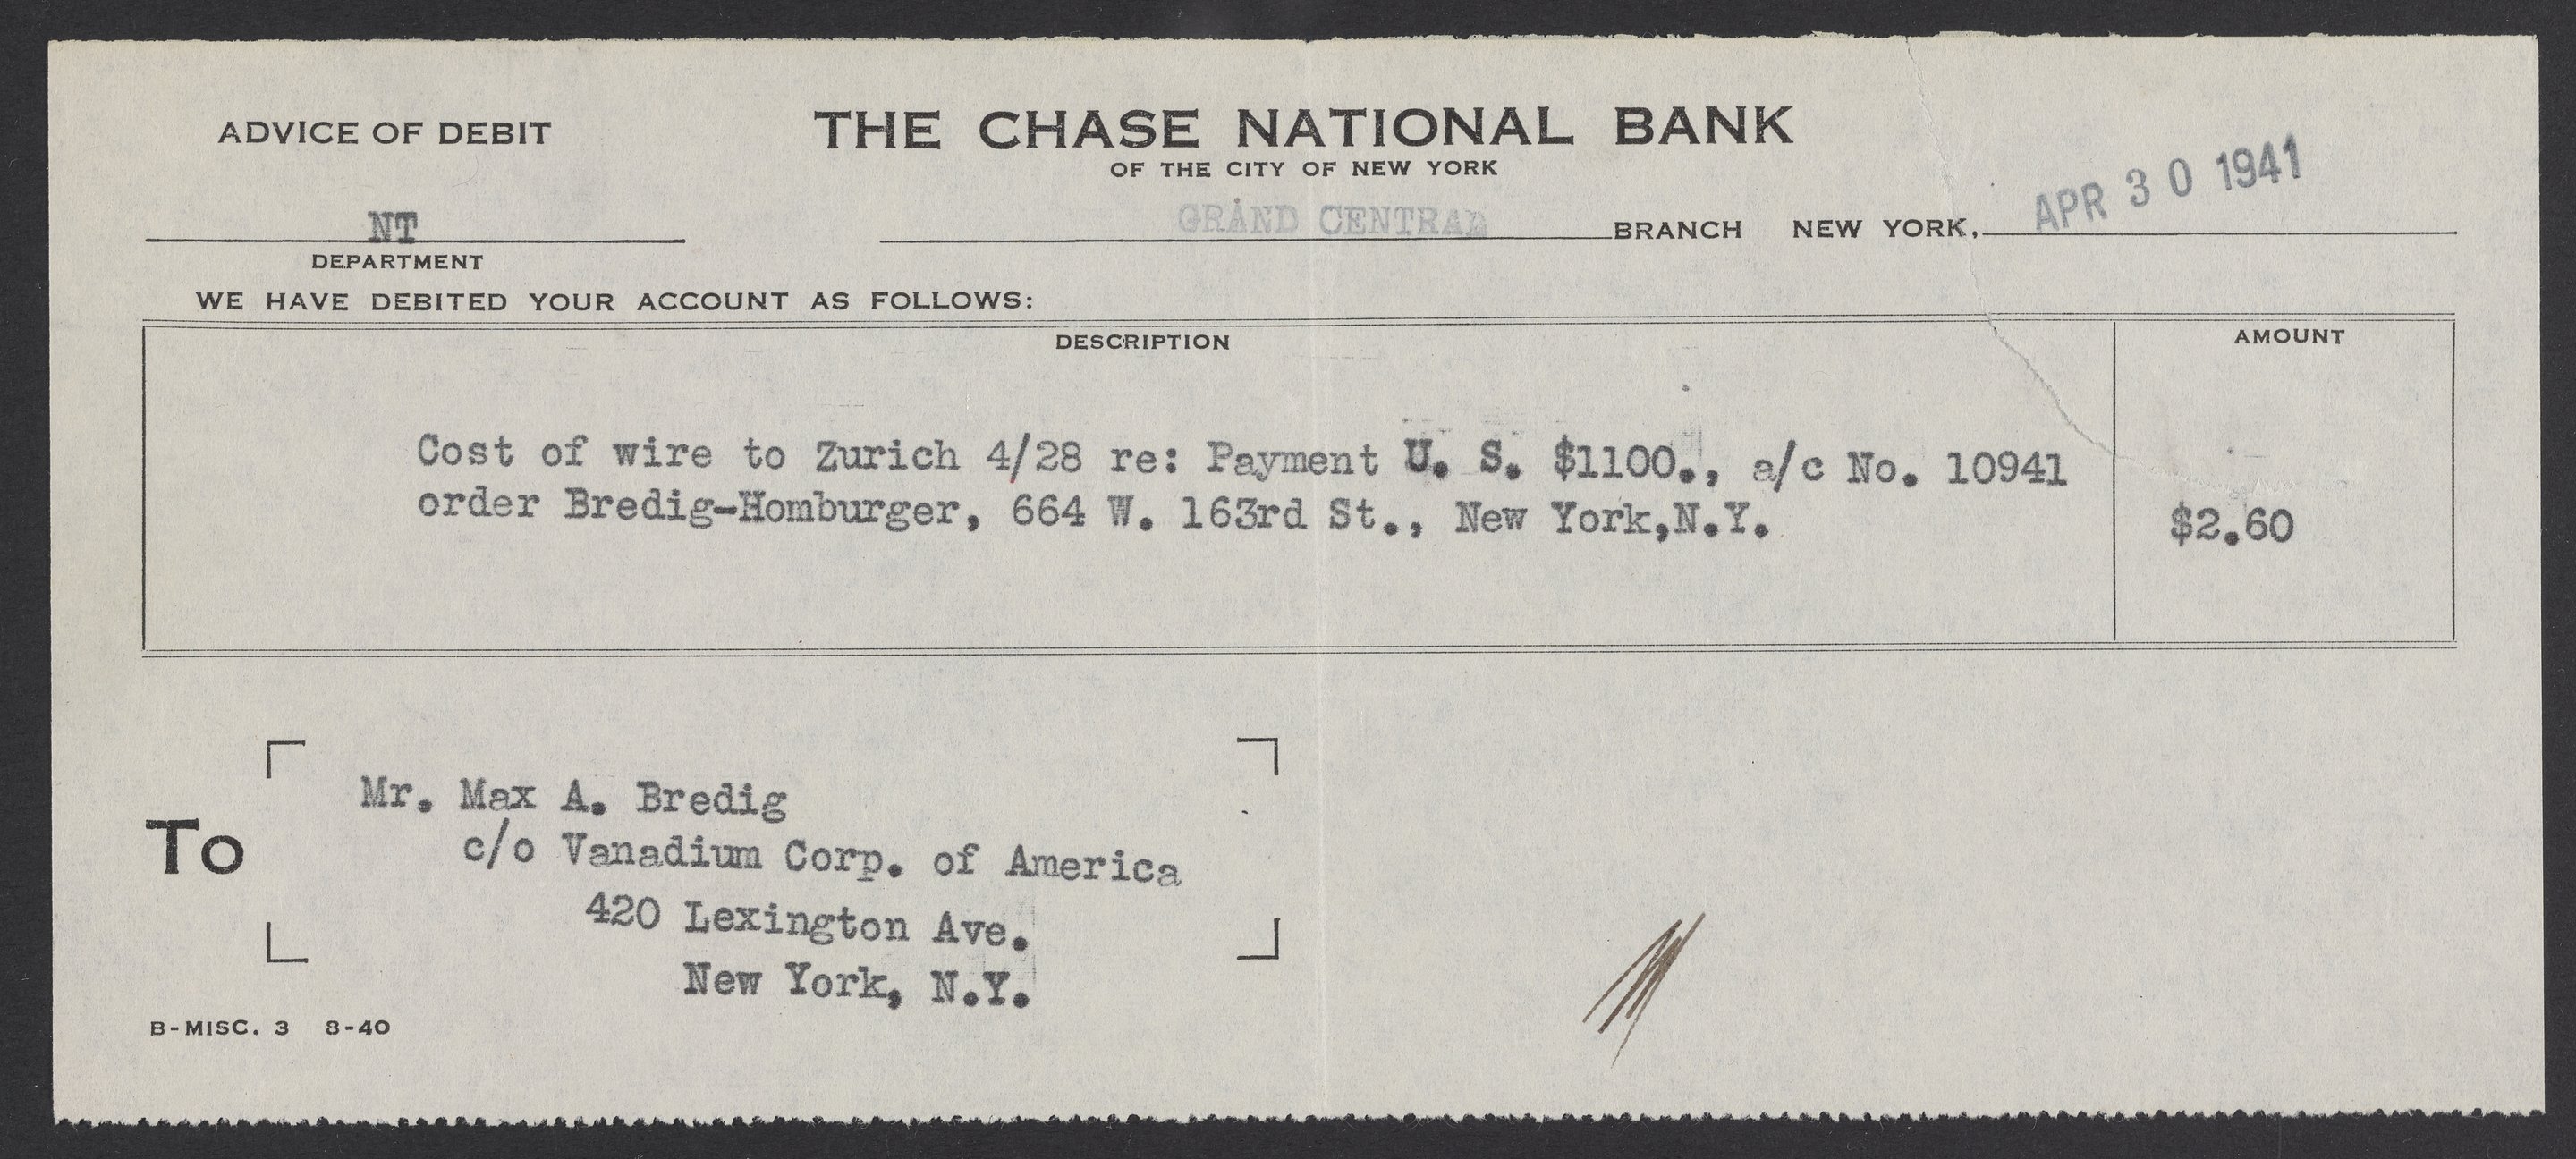 ADVICE OF DEBIT
THE CHASE NATIONAL BANK
OF THE CITY OF NEW YORK
APR 30 1941
NT
GRAND CENTRAL BRANCH NEW YORK,
DEPARTMENT
WE HAVE DEBITED YOUR ACCOUNT AS FOLLOWS:
DESCRIPTION
AMOUNT
Cost of wire to Zurich 4/28 re: Payment U. S. $1100., a/c No. 10941
order Bredig-Homburger, 664 W. 163rd St., New York,N.Y.
$2.60
To
Mr. Max A. Bredig
c/o Vanadium Corp. of America
420 Lexington Ave.
New York, N.Y.
B-MISC. 3 8-40